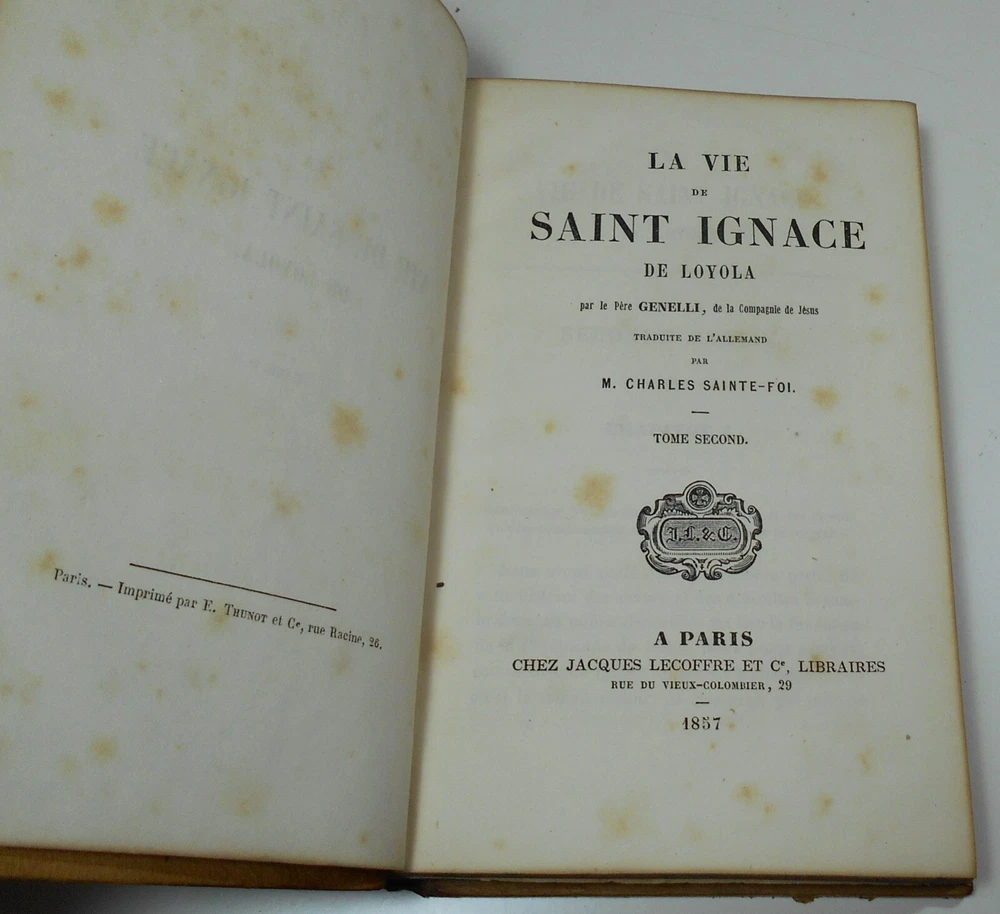 Paris. — Imprimé par E. THUNOT et Cᵉ, rue Racine, 26.
LA VIE
DE
SAINT IGNACE
DE LOYOLA
par le Père GENELLI, de la Compagnie de Jésus
TRADUITE DE L'ALLEMAND
PAR
M. CHARLES SAINTE-FOI.
TOME SECOND.
J.L.&C.
A PARIS
CHEZ JACQUES LECOFFRE ET Cᵉ, LIBRAIRES
RUE DU VIEUX-COLOMBIER, 29
1857